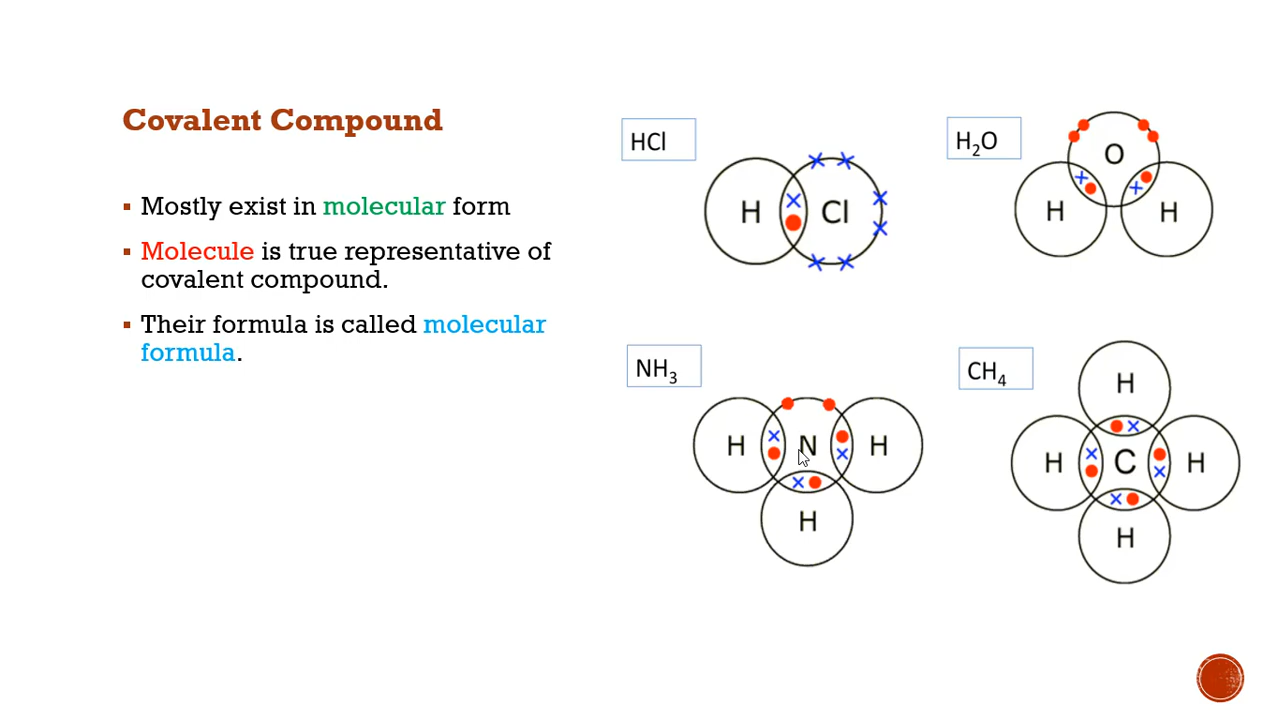 Covalent Compound
▪ Mostly exist in molecular form
▪ Molecule is true representative of
covalent compound.
▪ Their formula is called molecular
formula.
HCl
H Cl
H₂O
O
H H
NH₃
H N H
H
CH₄
H
H C H
H